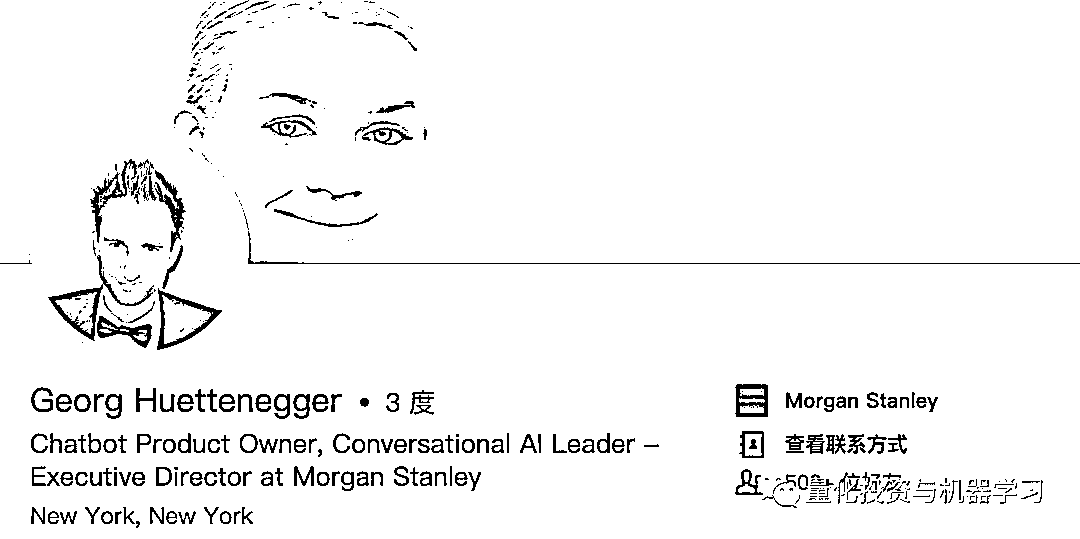 Georg Huettenegger • 3 度
Chatbot Product Owner, Conversational AI Leader –
Executive Director at Morgan Stanley
New York, New York
Morgan Stanley
查看联系方式
500+ 位好友
量化投资与机器学习